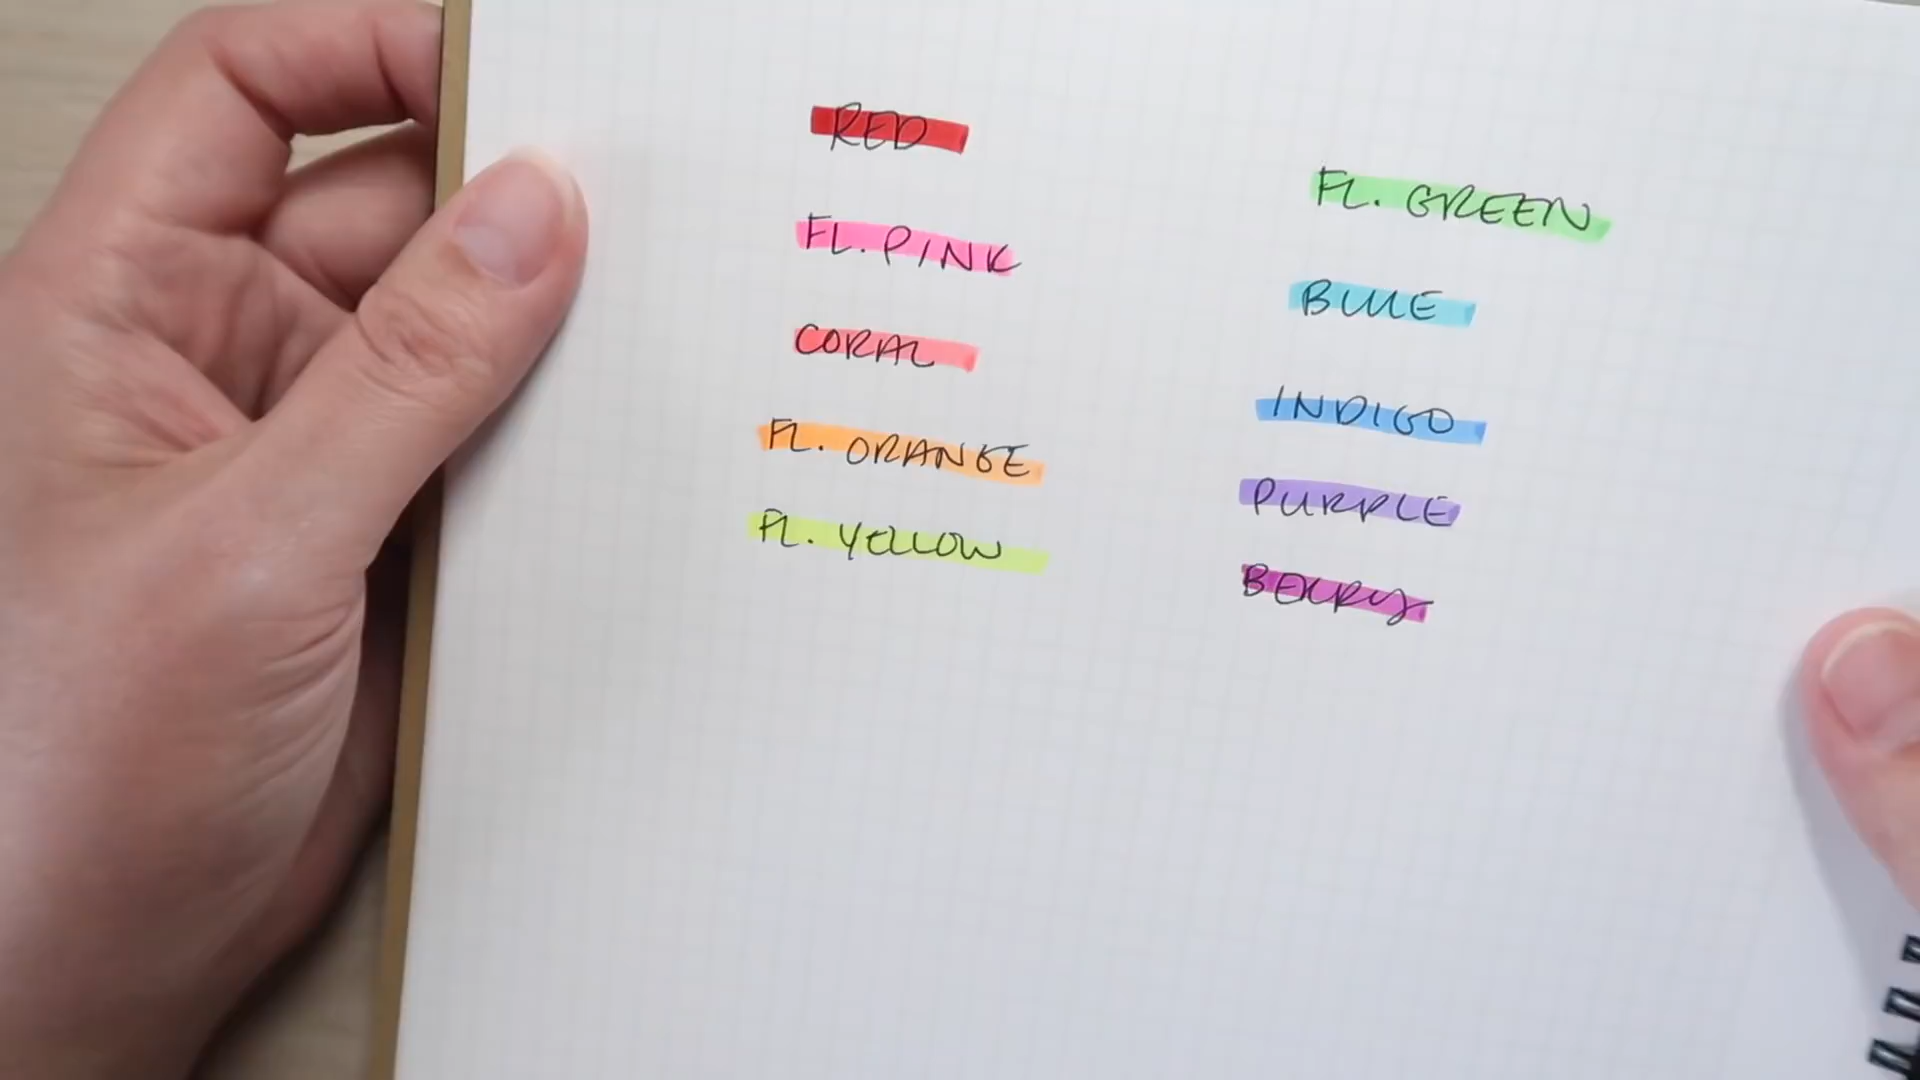 RED
FL. PINK
CORAL
FL. ORANGE
FL. YELLOW
FL. GREEN
BLUE
INDIGO
PURPLE
BERRY